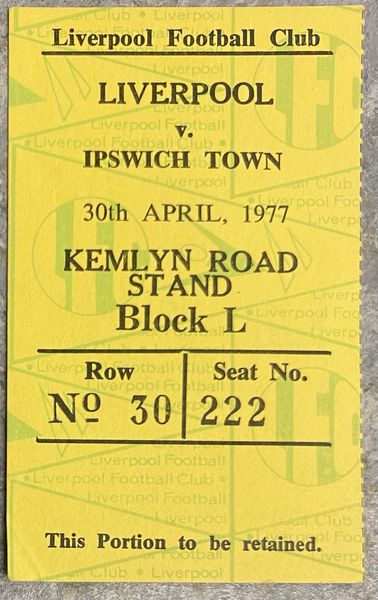 Liverpool Football Club
LIVERPOOL
v.
IPSWICH TOWN
30th APRIL, 1977
KEMLYN ROAD
STAND
Block L
Row Seat No.
Nº 30 222
This Portion to be retained.